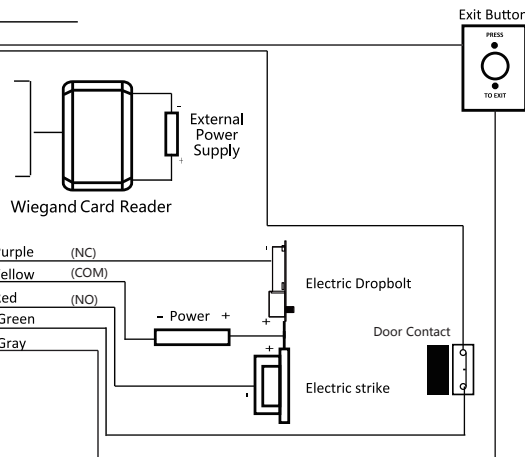 Exit Button
PRESS
TO EXIT
-
External
Power
Supply
+
Wiegand Card Reader
urple (NC)
ellow (COM)
ed (NO)
Green
Gray
-
Electric Dropbolt
+
- Power +
Door Contact
+
-
Electric strike